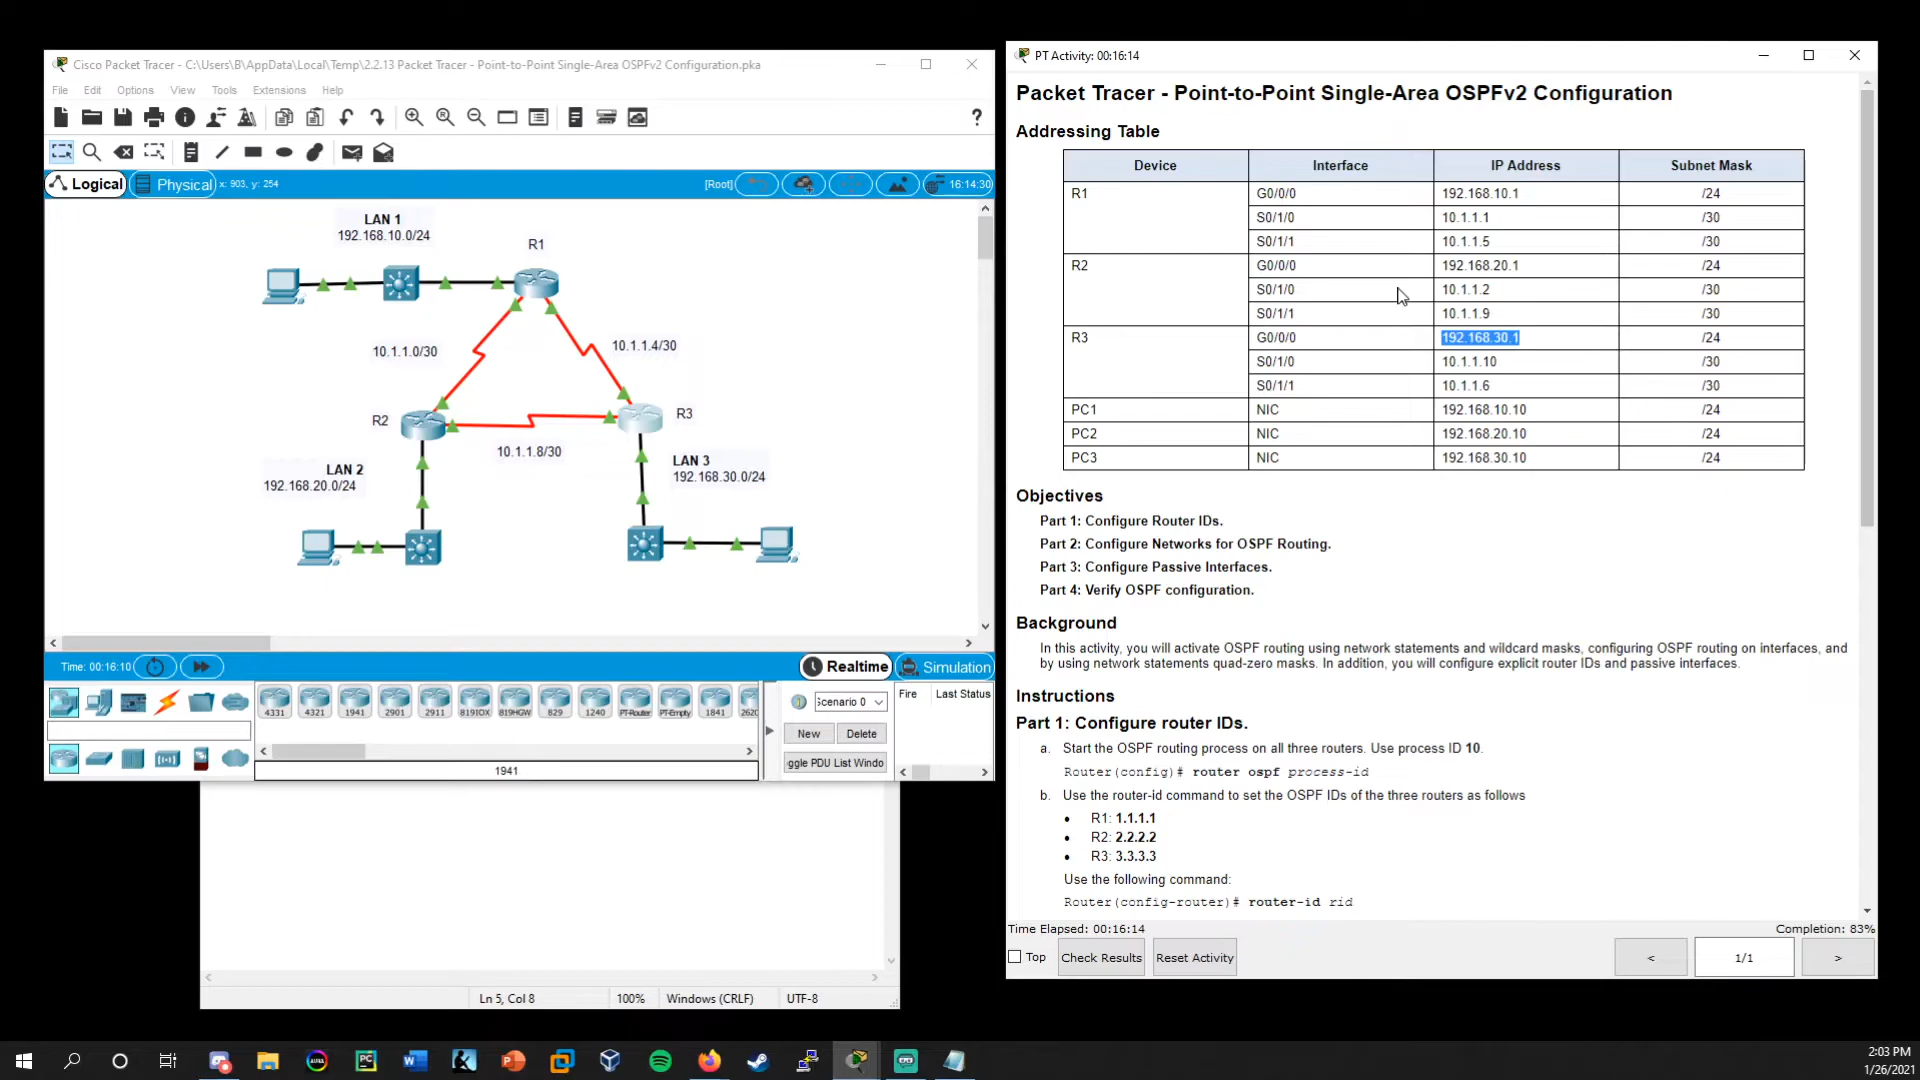 Cisco Packet Tracer - C:\Users\B\AppData\Local\Temp\2.2.13 Packet Tracer - Point-to-Point Single-Area OSPFv2 Configuration.pka
File Edit Options View Tools Extensions Help
?
Logical Physical x: 903, y: 254 [Root] 16:14:30
LAN 1
192.168.10.0/24
R1
10.1.1.0/30
10.1.1.4/30
R2
R3
10.1.1.8/30
LAN 2
192.168.20.0/24
LAN 3
192.168.30.0/24
Time: 00:16:10 Realtime Simulation
4331 4321 1941 2901 2911 819IOX 819HGW 829 1240 PT-Router PT-Empty 1841 262
Scenario 0
Fire Last Status
New Delete
ggle PDU List Windo
1941
Ln 5, Col 8 100% Windows (CRLF) UTF-8
PT Activity: 00:16:14
Packet Tracer - Point-to-Point Single-Area OSPFv2 Configuration
Addressing Table
Device Interface IP Address Subnet Mask
R1 G0/0/0 192.168.10.1 /24
S0/1/0 10.1.1.1 /30
S0/1/1 10.1.1.5 /30
R2 G0/0/0 192.168.20.1 /24
S0/1/0 10.1.1.2 /30
S0/1/1 10.1.1.9 /30
R3 G0/0/0 192.168.30.1 /24
S0/1/0 10.1.1.10 /30
S0/1/1 10.1.1.6 /30
PC1 NIC 192.168.10.10 /24
PC2 NIC 192.168.20.10 /24
PC3 NIC 192.168.30.10 /24
Objectives
Part 1: Configure Router IDs.
Part 2: Configure Networks for OSPF Routing.
Part 3: Configure Passive Interfaces.
Part 4: Verify OSPF configuration.
Background
In this activity, you will activate OSPF routing using network statements and wildcard masks, configuring OSPF routing on interfaces, and
by using network statements quad-zero masks. In addition, you will configure explicit router IDs and passive interfaces.
Instructions
Part 1: Configure router IDs.
a. Start the OSPF routing process on all three routers. Use process ID 10.
Router(config)# router ospf process-id
b. Use the router-id command to set the OSPF IDs of the three routers as follows
• R1: 1.1.1.1
• R2: 2.2.2.2
• R3: 3.3.3.3
Use the following command:
Router(config-router)# router-id rid
Time Elapsed: 00:16:14 Completion: 83%
Top Check Results Reset Activity < 1/1 >
2:03 PM
1/26/2021